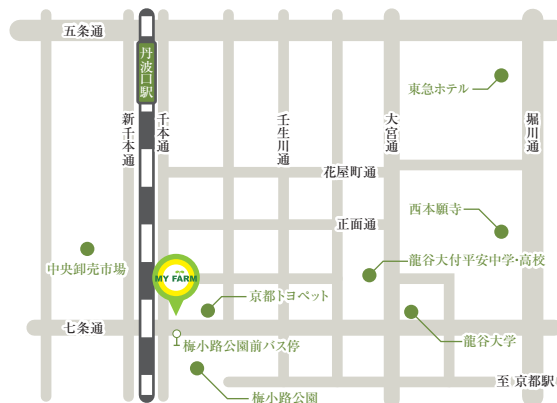 五条通
丹波口駅
東急ホテル
新千本通
千本通
壬生川通
大宮通
堀川通
花屋町通
西本願寺
正面通
龍谷大付平安中学・高校
中央卸売市場
MY FARM
京都トヨペット
七条通
梅小路公園前バス停
龍谷大学
至 京都駅
梅小路公園